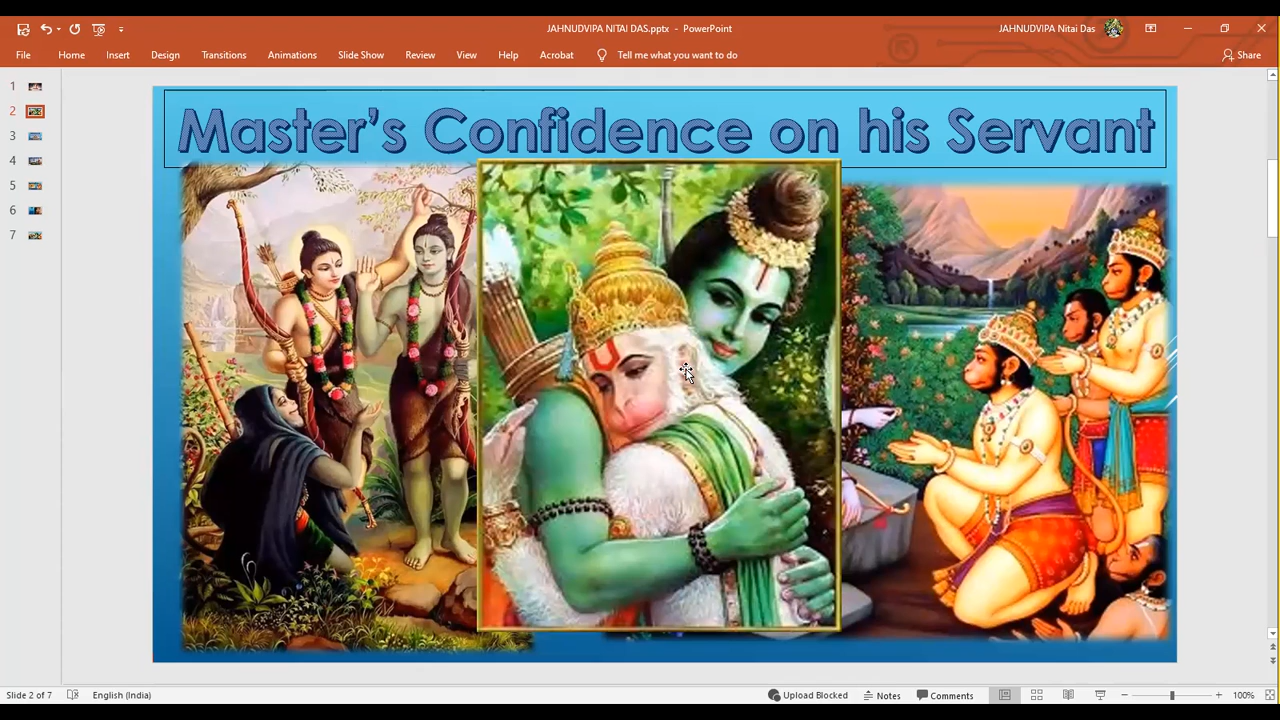 JAHNUDVIPA NITAI DAS.pptx - PowerPoint
JAHNUDVIPA Nitai Das
File Home Insert Design Transitions Animations Slide Show Review View Help Acrobat Tell me what you want to do Share
1
2
3
4
5
6
7
Master's Confidence on his Servant
Slide 2 of 7 English (India) Upload Blocked Notes Comments 100%